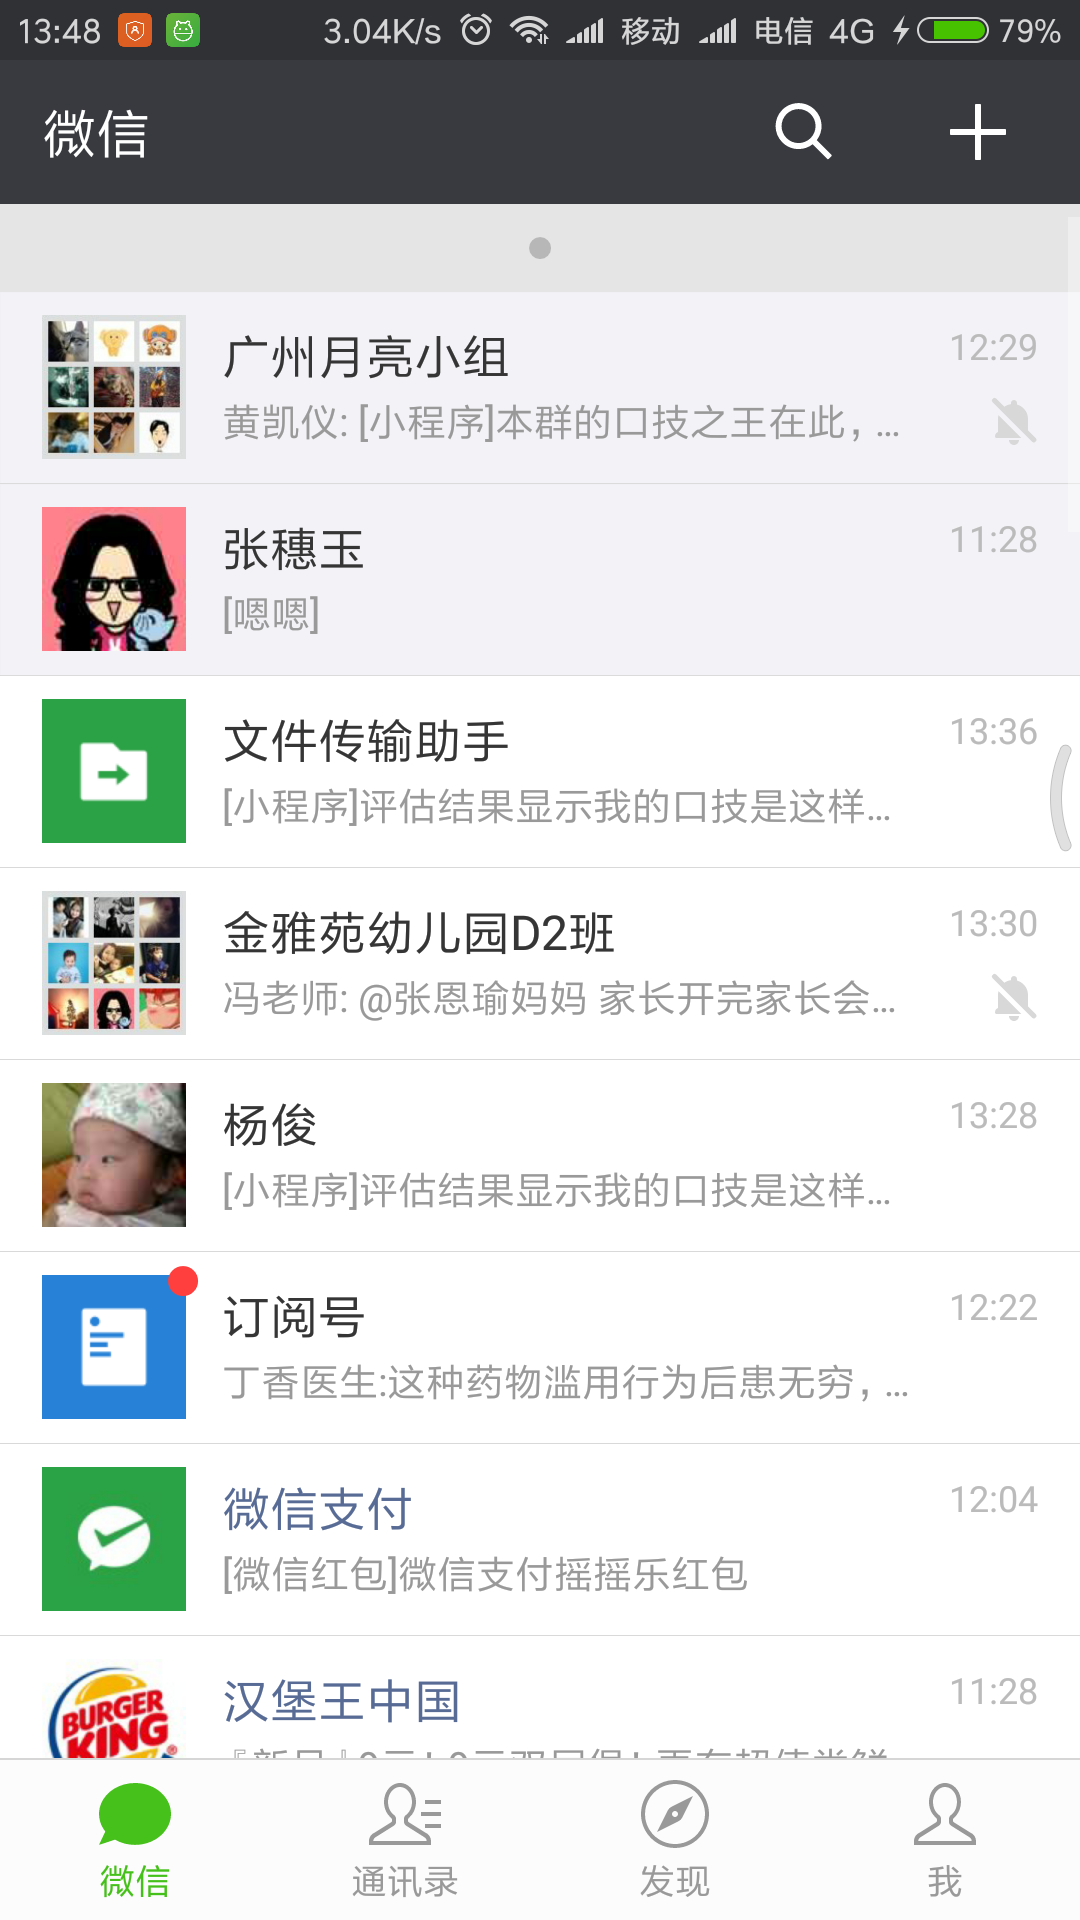 13:48 3.04K/s 移动 电信 4G 79%
微信
广州月亮小组 12:29
黄凯仪: [小程序]本群的口技之王在此，...
张穗玉 11:28
[嗯嗯]
文件传输助手 13:36
[小程序]评估结果显示我的口技是这样...
金雅苑幼儿园D2班 13:30
冯老师: @张恩瑜妈妈 家长开完家长会...
杨俊 13:28
[小程序]评估结果显示我的口技是这样...
订阅号 12:22
丁香医生:这种药物滥用行为后患无穷，...
微信支付 12:04
[微信红包]微信支付摇摇乐红包
BURGER KING
汉堡王中国 11:28
微信 通讯录 发现 我